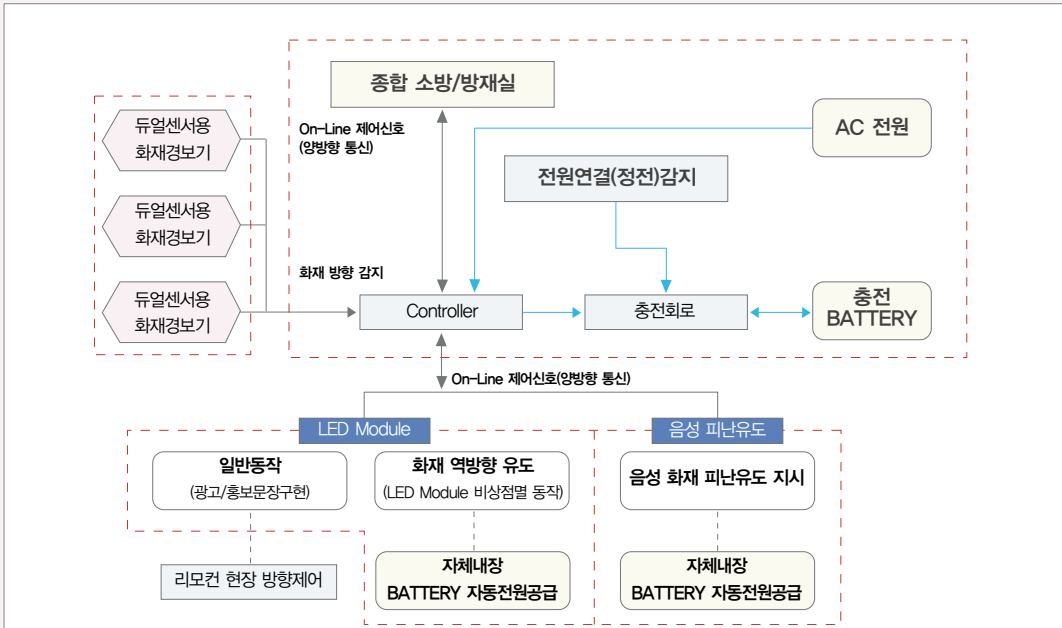 종합 소방/방재실
듀얼센서용
화재경보기
On-Line 제어신호
(양방향 통신)
AC 전원
전원연결(정전)감지
듀얼센서용
화재경보기
화재 방향 감지
듀얼센서용
화재경보기
Controller
충전회로
충전
BATTERY
On-Line 제어신호(양방향 통신)
LED Module
음성 피난유도
일반동작
(광고/홍보문장구현)
화재 역방향 유도
(LED Module 비상점멸 동작)
음성 화재 피난유도 지시
리모컨 현장 방향제어
자체내장
BATTERY 자동전원공급
자체내장
BATTERY 자동전원공급